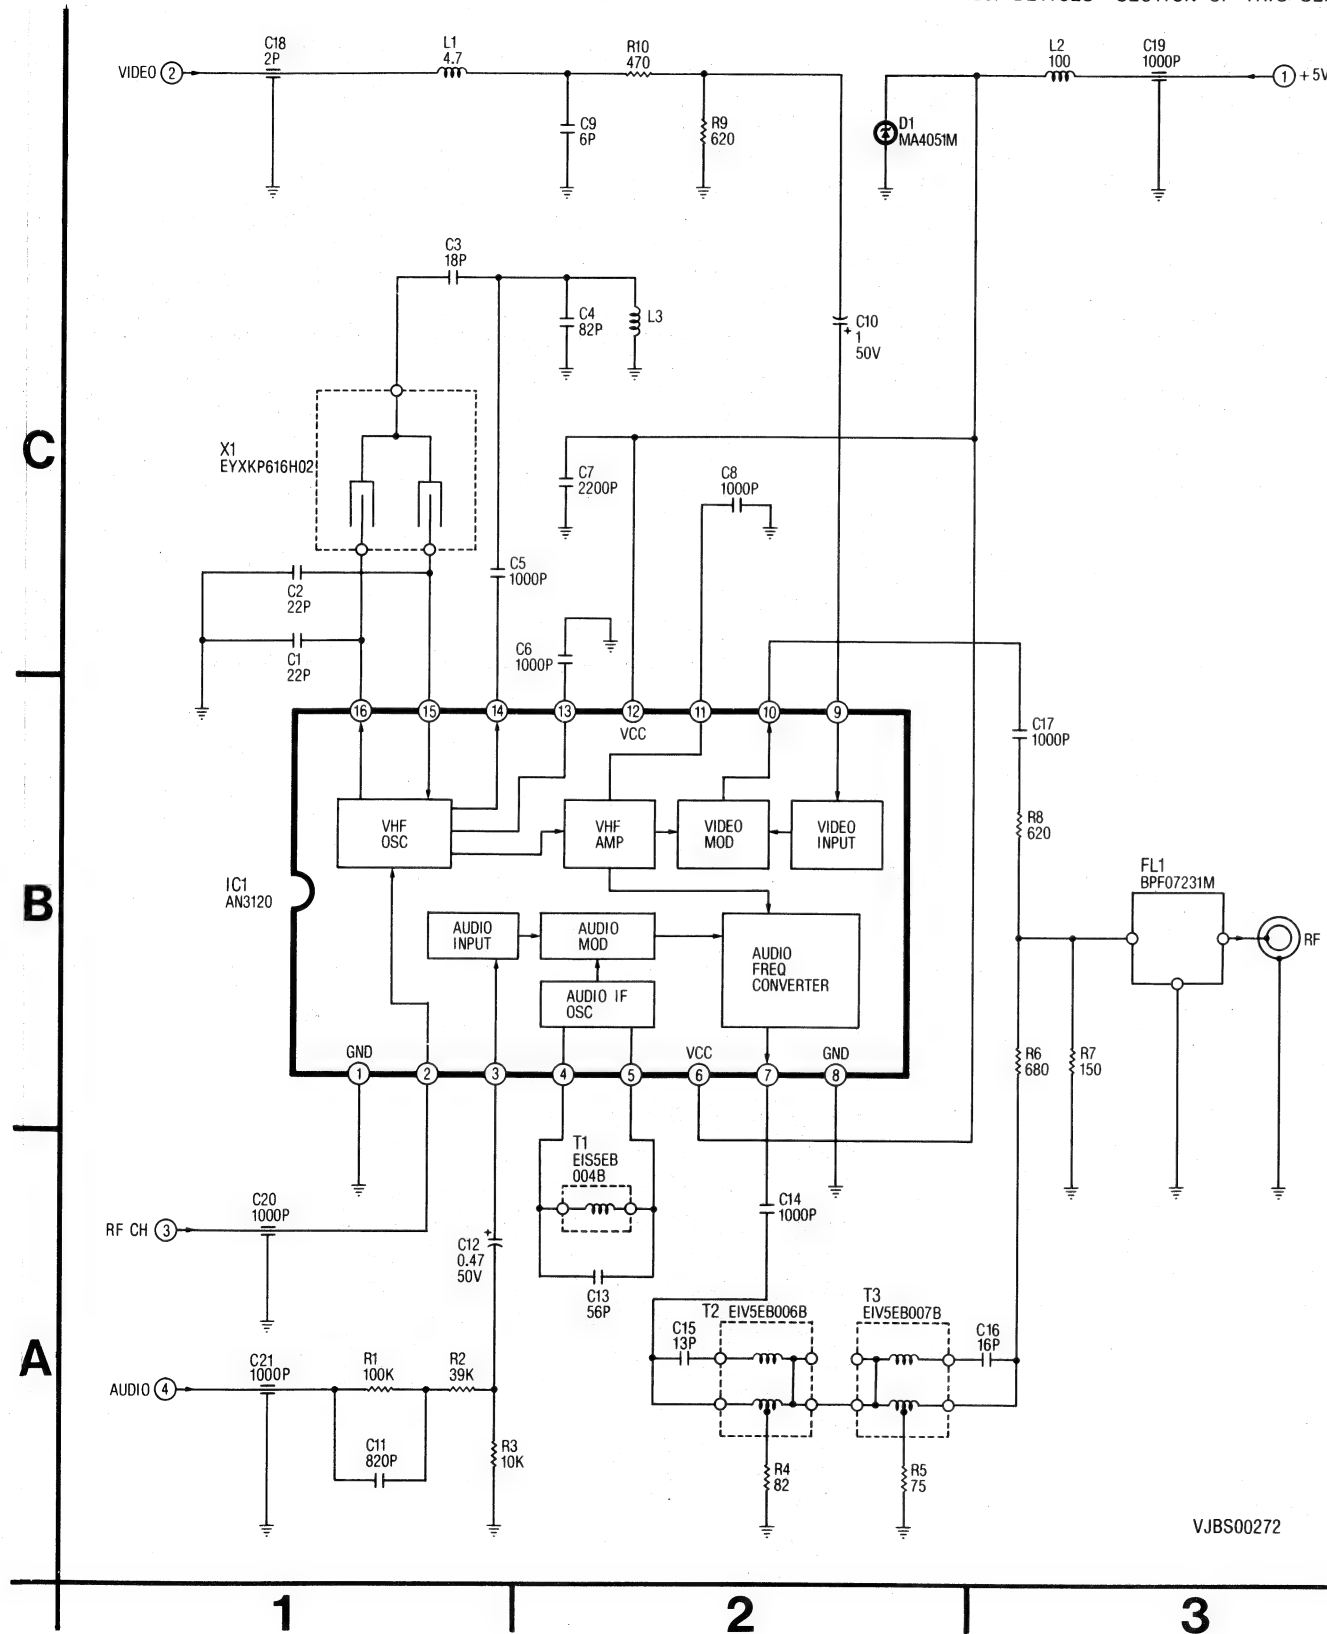 C18
2P
L1
4.7
R10
470
L2
100
C19
1000P
VIDEO 2
1 +5V
C9
6P
R9
620
D1
MA4051M
C3
18P
C4
82P
L3
C10
+ 1
50V
C
X1
EYXKP616H02
C7
2200P
C8
1000P
C5
1000P
C2
22P
C1
22P
C6
1000P
16 15 14 13 12 11 10 9
VCC
C17
1000P
VHF
OSC
VHF
AMP
VIDEO
MOD
VIDEO
INPUT
R8
620
IC1
AN3120
B
FL1
BPF07231M
RF
AUDIO
INPUT
AUDIO
MOD
AUDIO
FREQ
CONVERTER
AUDIO IF
OSC
GND
VCC
GND
1 2 3 4 5 6 7 8
R6
680
R7
150
T1
EIS5EB
004B
C20
1000P
RF CH 3
C12
+
0.47
50V
C14
1000P
C13
56P
T2 EIV5EB006B
T3
EIV5EB007B
C15
13P
C16
16P
A
C21
1000P
R1
100K
R2
39K
AUDIO 4
C11
820P
R3
10K
R4
82
R5
75
VJBS00272
1 2 3